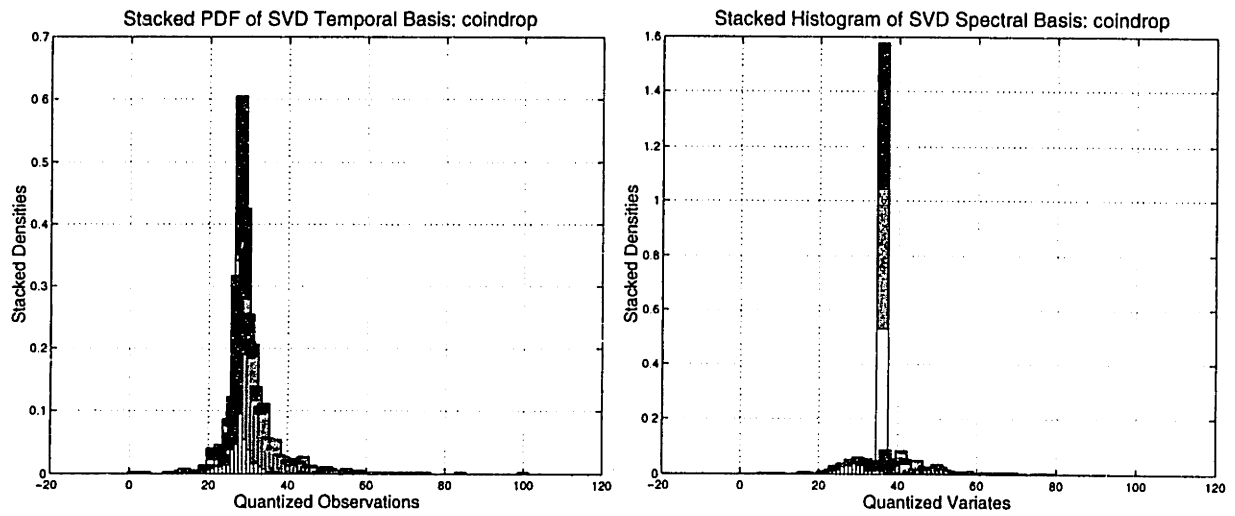 Stacked PDF of SVD Temporal Basis: coindrop
0.7
0.6
0.5
0.4
0.3
0.2
0.1
0
Stacked Densities
-20 0 20 40 60 80 100 120
Quantized Observations
Stacked Histogram of SVD Spectral Basis: coindrop
1.6
1.4
1.2
1
0.8
0.6
0.4
0.2
0
Stacked Densities
-20 0 20 40 60 80 100 120
Quantized Variates